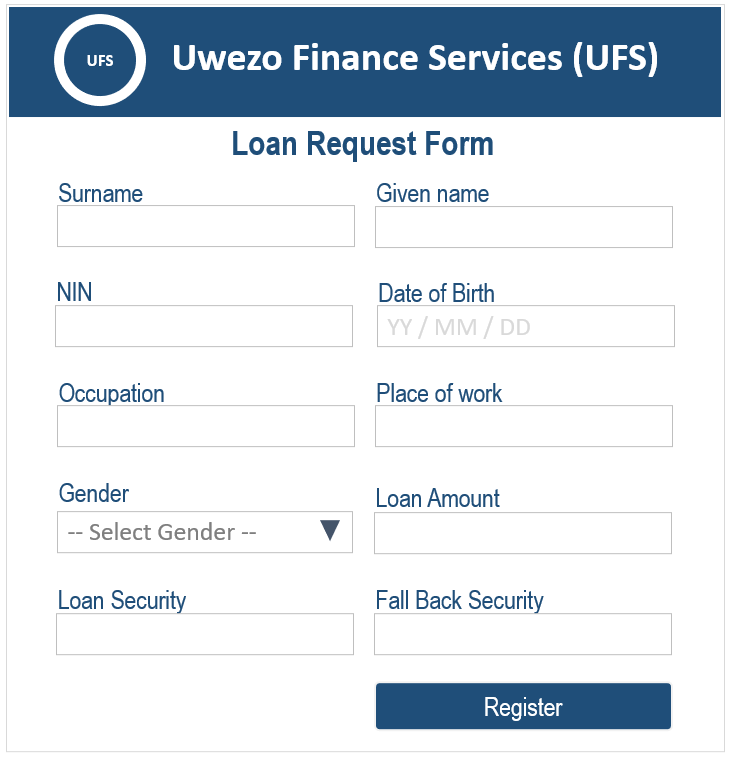 UFS
Uwezo Finance Services (UFS)
Loan Request Form
Surname
Given name
NIN
Date of Birth
YY / MM / DD
Occupation
Place of work
Gender
Loan Amount
-- Select Gender --
Loan Security
Fall Back Security
Register